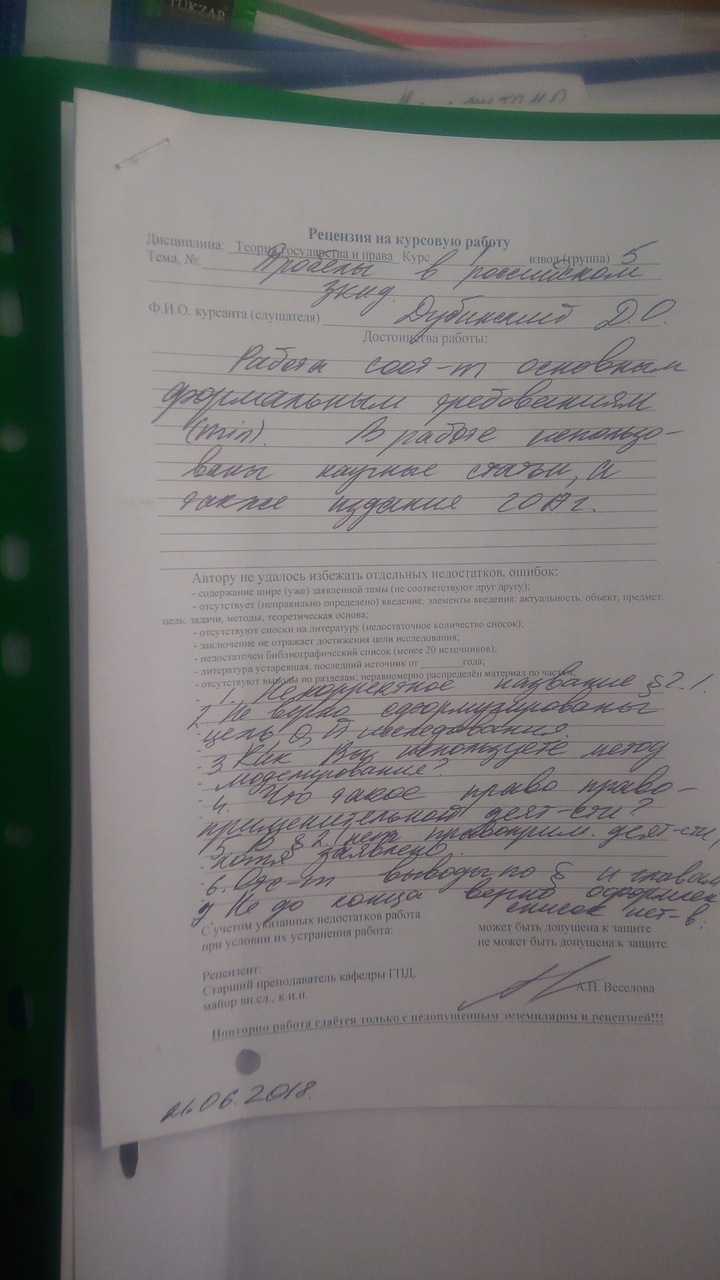 TUKZAR
Рецензия на курсовую работу
Дисциплина: Теория государства и права Курс 1 взвод (группа) 5
Тема, №: Пробелы в российском
зкнд.
Ф.И.О. курсанта (слушателя) Дубинский Д.О.
Достоинства работы:
Работа соот-т основным
формальным требованиям
(min). В работе использо-
ваны научные статьи, а
также издания 2017г.
Автору не удалось избежать отдельных недостатков, ошибок:
- содержание шире (уже) заявленной темы (не соответствуют друг другу);
- отсутствует (неправильно определено) введение, элементы введения: актуальность, объект, предмет,
цель, задачи, методы, теоретическая основа;
- отсутствуют сноски на литературу (недостаточное количество сносок);
- заключение не отражает достижения цели исследования;
- недостаточен библиографический список (менее 20 источников);
- литература устаревшая, последний источник от ________ года;
- отсутствуют выводы по разделам; неравномерно распределён материал по частям;
1. Некорректное название § 2.1.
2 Не верно сформулированы
цель О, П исследования.
3 Как Вы используете метод
моделирования?
4. Что такое право право-
применительной деят-сти?
5 В § 2. нет правоприм. деят-сти,
хотя заявлено.
6. Отс-т выводы по § и главам
7 Не до конца верно оформлен
список ист-в.
С учетом указанных недостатков работа может быть допущена к защите
при условии их устранения работа: не может быть допущена к защите.
Рецензент:
Старший преподаватель кафедры ГПД,
майор вн.сл., к.и.н. А.П. Веселова
Повторно работа сдаётся только с недопущенным экземпляром и рецензией!!!
21.06.2018.